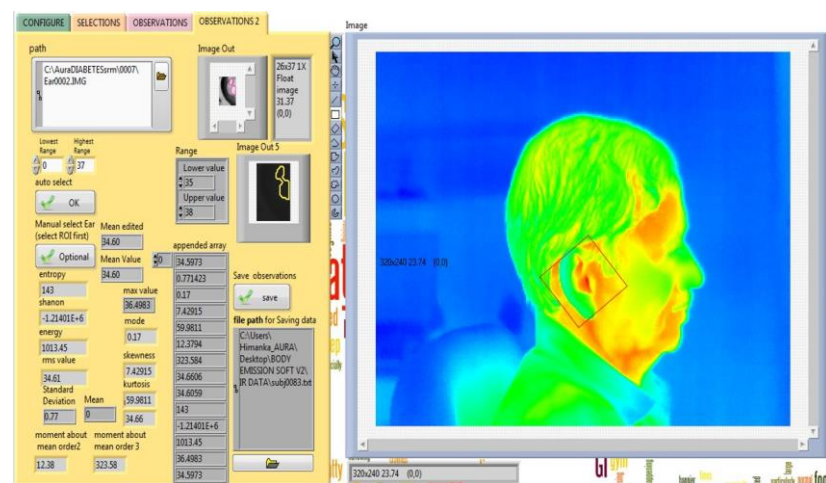 CONFIGURE SELECTIONS OBSERVATIONS OBSERVATIONS 2
path
C:\AuraDIABETESsrm\0007\
Ear0002.IMG
Image Out
26x37 1X
Float
image
31.37
(0,0)
Lowest
Range
Highest
Range
0
37
auto select
OK
Range
Lower value
35
Upper value
38
Image Out 5
Manual select Ear
(select ROI first)
Optional
Mean edited
34.60
Mean Value
34.60
entropy
143
shanon
-1.21401E+6
energy
1013.45
rms value
34.61
Standard
Deviation
0.77
Mean
0
max value
36.4983
mode
0.17
skewness
7.42915
kurtosis
59.9811
34.66
moment about
mean order2
12.38
moment about
mean order 3
323.58
appended array
0
34.5973
0.771423
0.17
7.42915
59.9811
12.3794
323.584
34.6606
34.6059
143
-1.21401E+6
1013.45
36.4983
34.5973
Save observations
save
file path for Saving data
C:\Users\
Himanka_AURA\
Desktop\BODY
EMISSION SOFT V2\
IR DATA\subj0083.txt
Image
320x240 23.74 (0,0)
320x240 23.74 (0,0)
GI gym